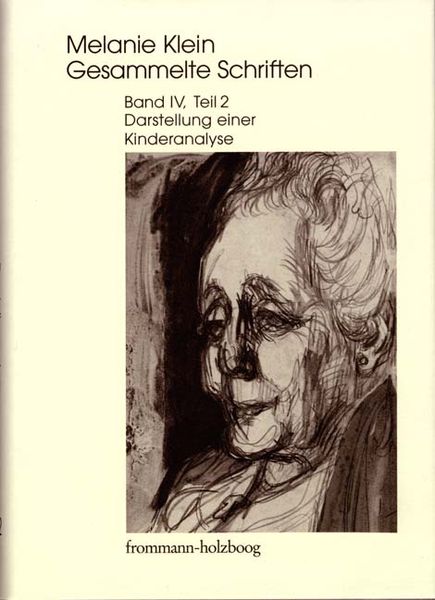 Melanie Klein
Gesammelte Schriften
Band IV, Teil 2
Darstellung einer
Kinderanalyse
frommann-holzboog